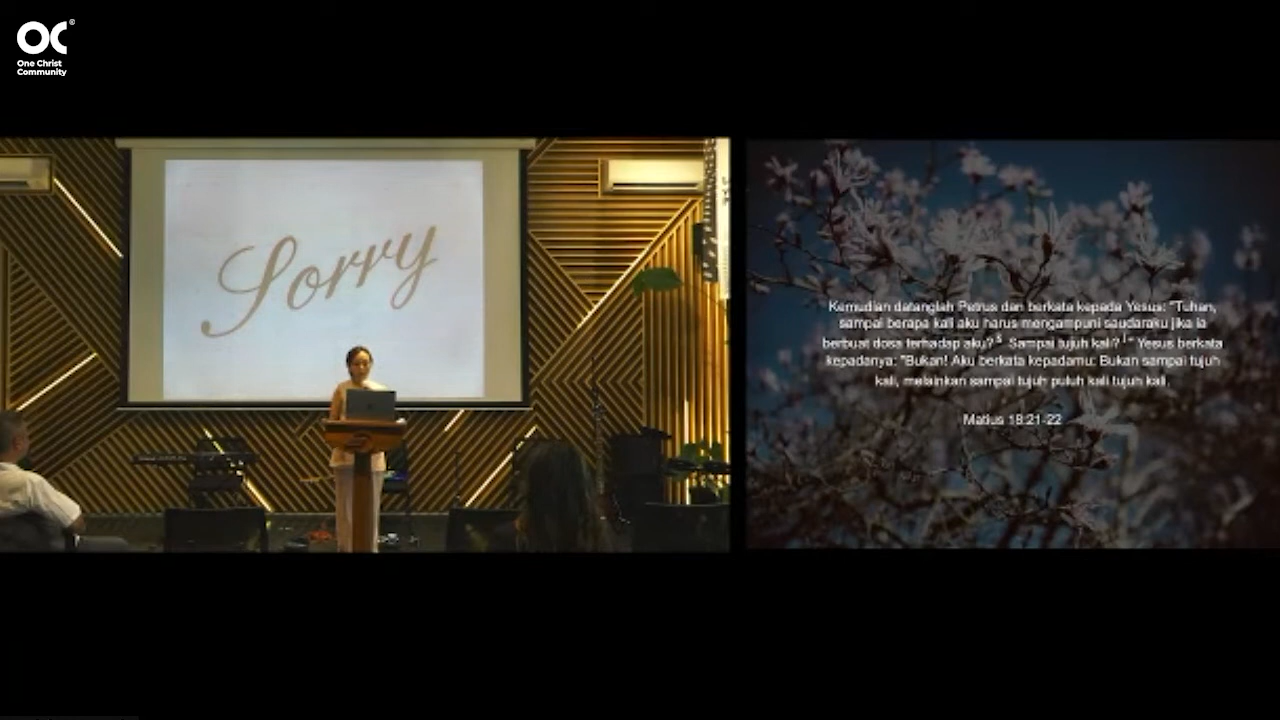 OC®
One Christ
Community
Sorry
Kemudian datanglah Petrus dan berkata kepada Yesus: "Tuhan,
sampai berapa kali aku harus mengampuni saudaraku jika ia
berbuat dosa terhadap aku? s Sampai tujuh kali? t" Yesus berkata
kepadanya: "Bukan! Aku berkata kepadamu: Bukan sampai tujuh
kali, melainkan sampai tujuh puluh kali tujuh kali.
Matius 18:21-22